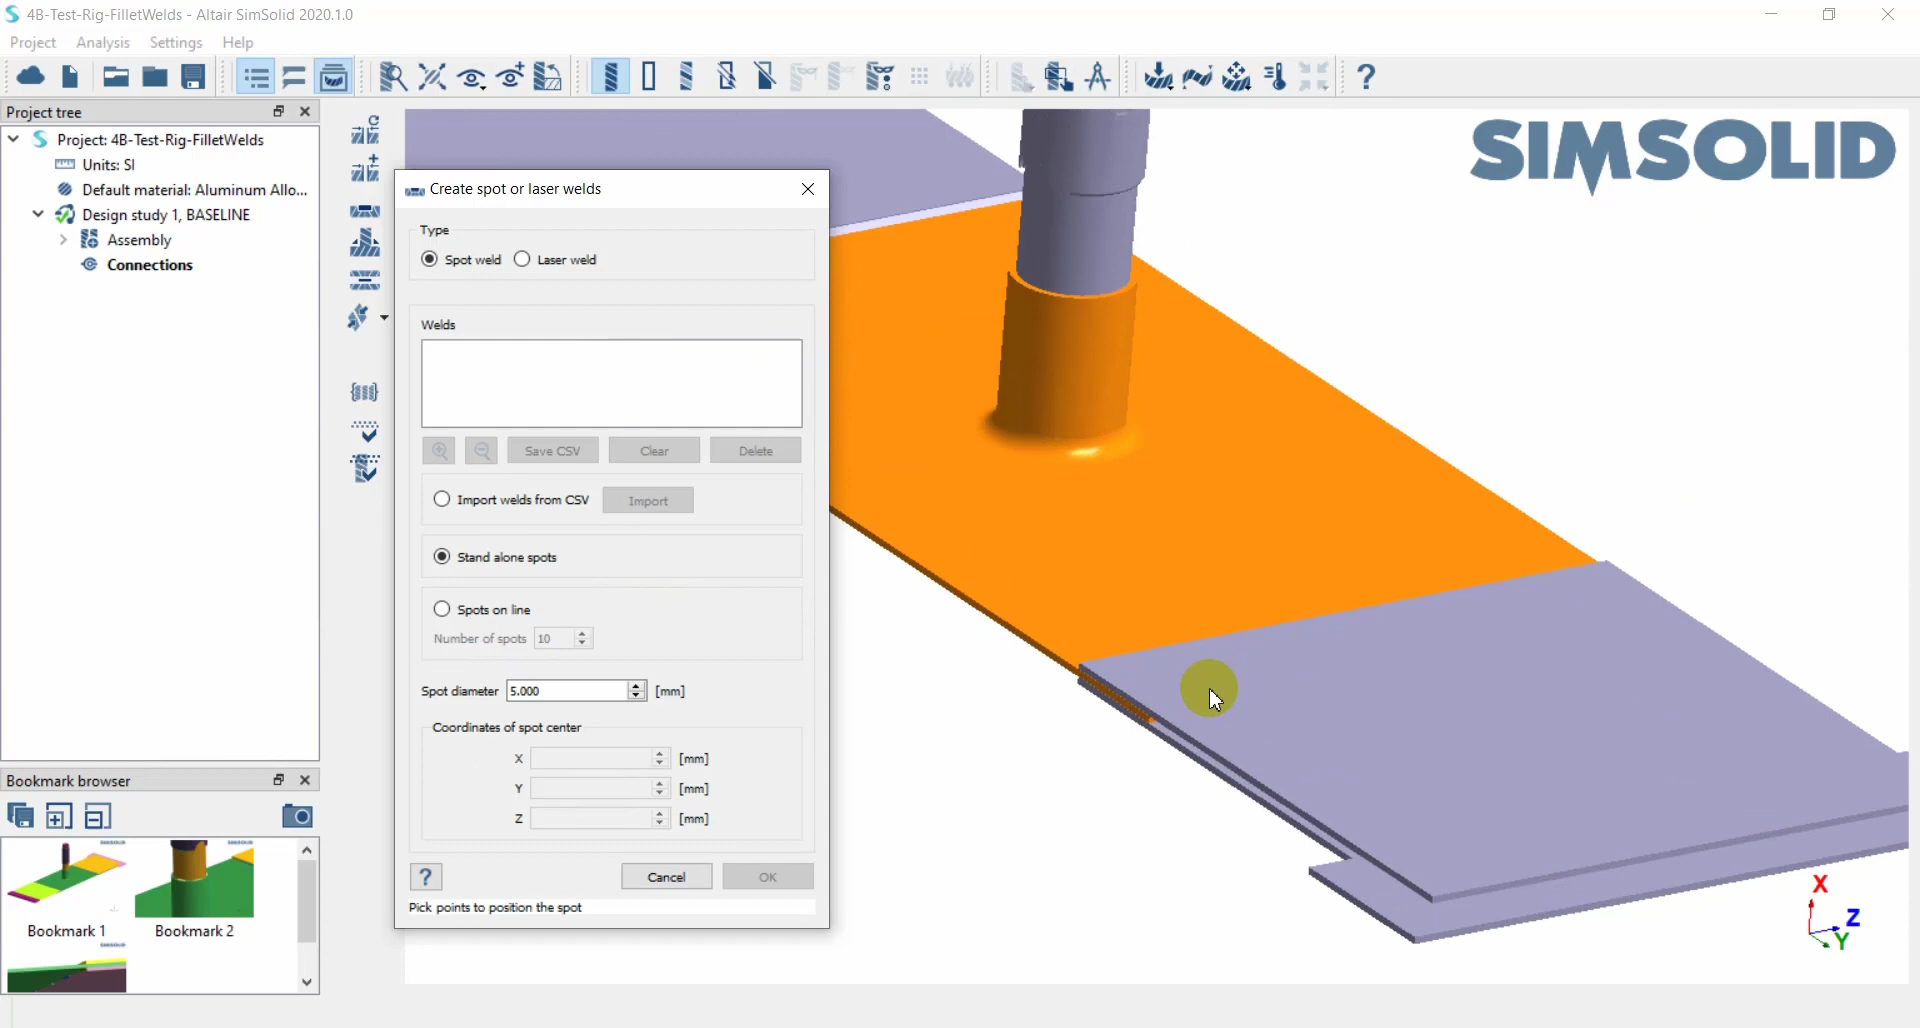 4B-Test-Rig-FilletWelds - Altair SimSolid 2020.1.0
Project Analysis Settings Help
Project tree
Project: 4B-Test-Rig-FilletWelds
Units: SI
Default material: Aluminum Allo...
Design study 1, BASELINE
Assembly
Connections
SIMSOLID
Create spot or laser welds
Type
Spot weld Laser weld
Welds
Save CSV Clear Delete
Import welds from CSV Import
Stand alone spots
Spots on line
Number of spots 10
Spot diameter 5.000 [mm]
Coordinates of spot center
X [mm]
Y [mm]
Z [mm]
? Cancel OK
Pick points to position the spot
Bookmark browser
Bookmark 1 Bookmark 2
X
Z
Y